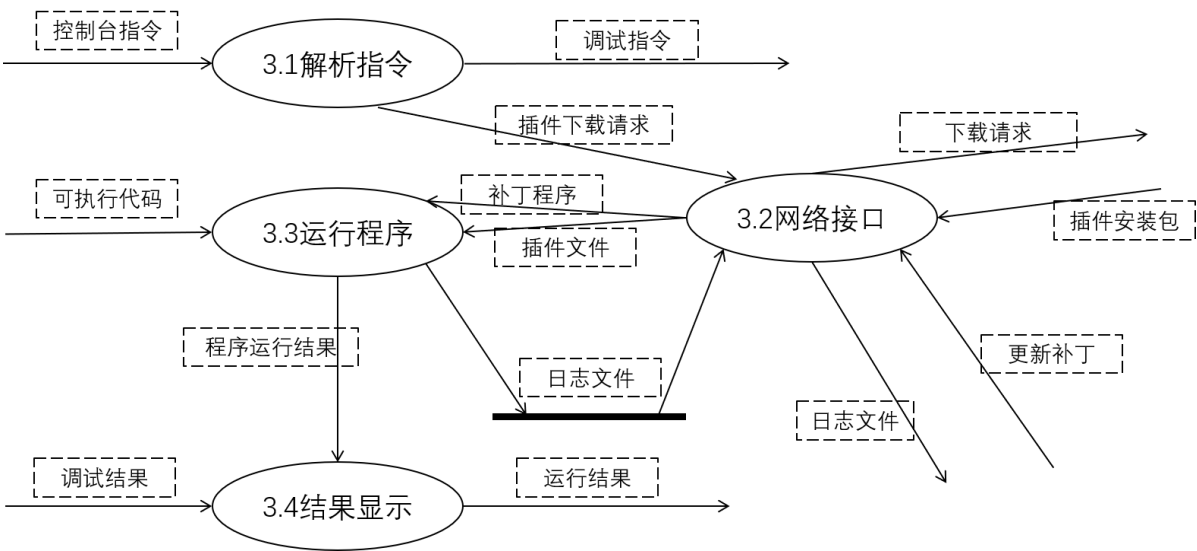 控制台指令
调试指令
3.1解析指令
插件下载请求
下载请求
补丁程序
可执行代码
3.3运行程序
3.2网络接口
插件安装包
插件文件
程序运行结果
更新补丁
日志文件
日志文件
调试结果
运行结果
3.4结果显示